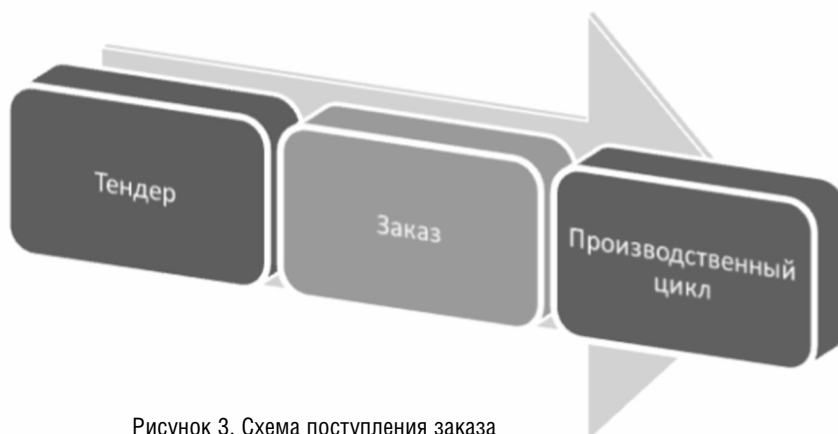 Тендер
Заказ
Производственный
цикл
Рисунок 3. Схема поступления заказа